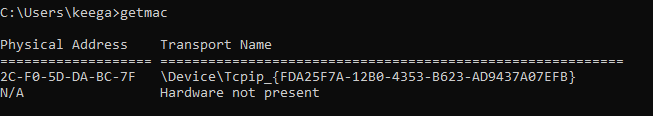 C:\Users\keega>getmac
Physical Address    Transport Name
=================== ==========================================================
2C-F0-5D-DA-BC-7F   \Device\Tcpip_{FDA25F7A-12B0-4353-B623-AD9437A07EFB}
N/A                 Hardware not present